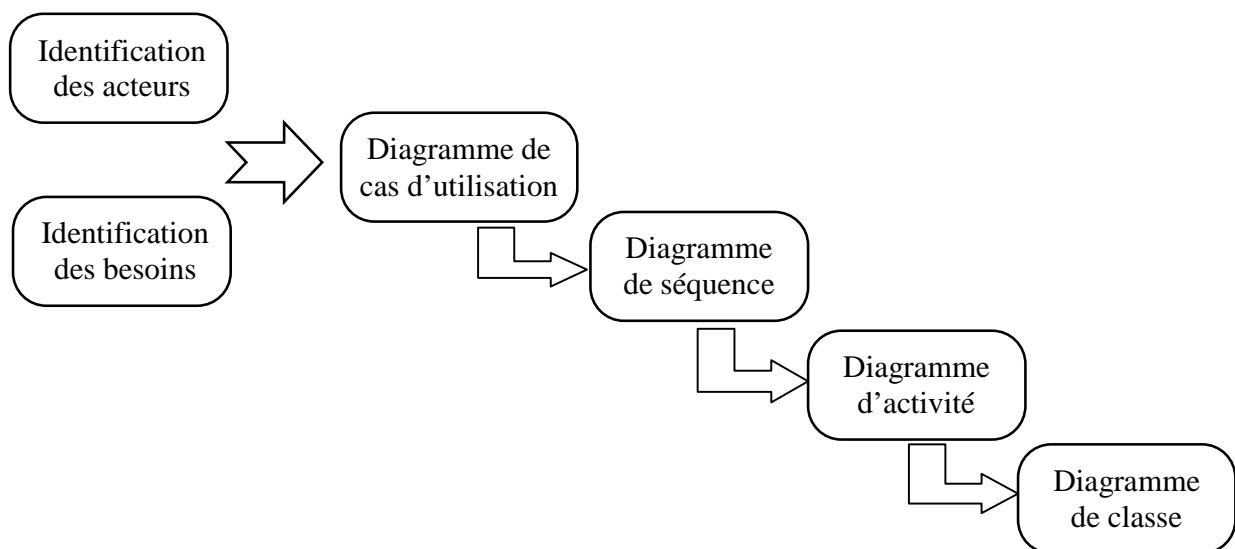 Identification
des acteurs
Identification
des besoins
Diagramme de
cas d’utilisation
Diagramme
de séquence
Diagramme
d’activité
Diagramme
de classe